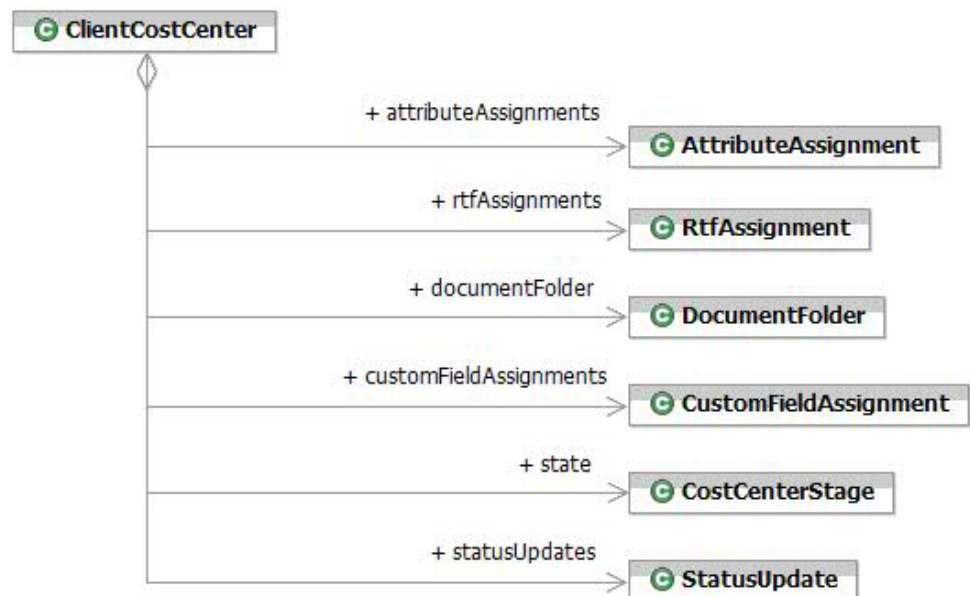 C ClientCostCenter
+ attributeAssignments
C AttributeAssignment
+ rtfAssignments
C RtfAssignment
+ documentFolder
C DocumentFolder
+ customFieldAssignments
C CustomFieldAssignment
+ state
C CostCenterStage
+ statusUpdates
C StatusUpdate